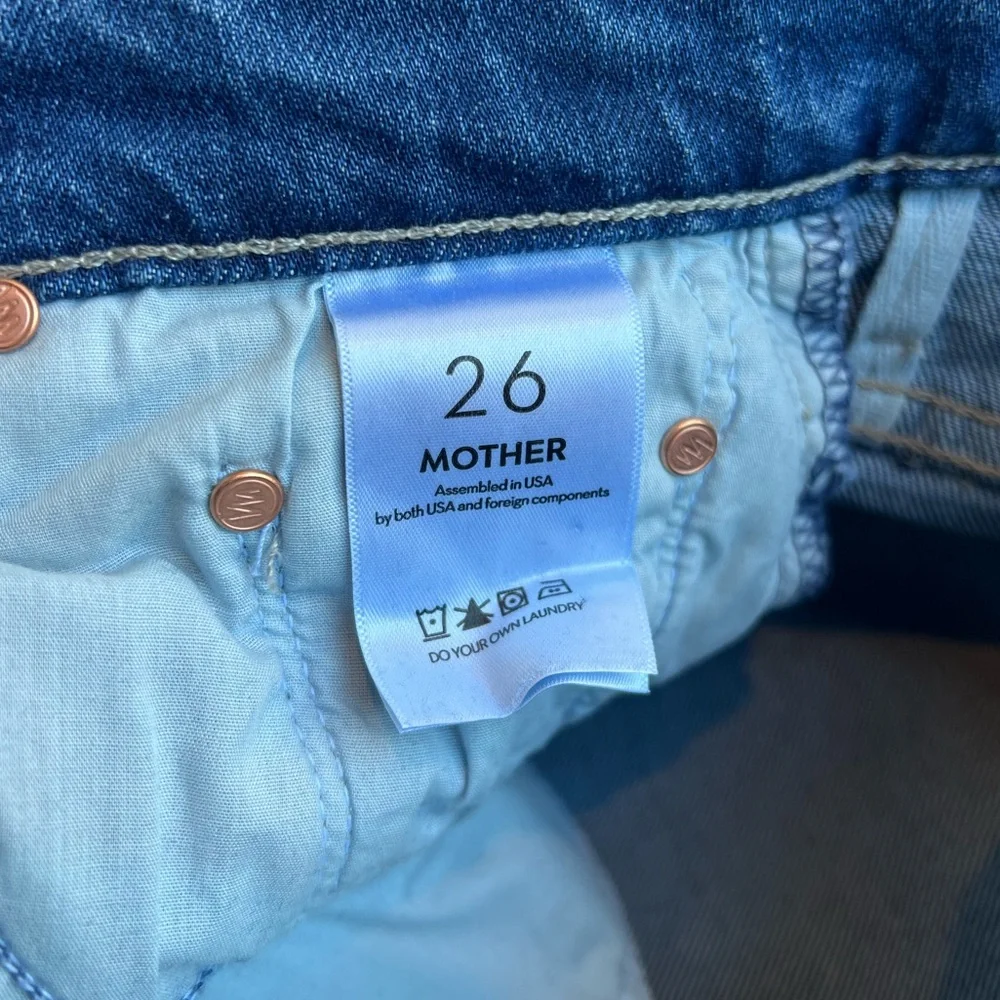 26
MOTHER
Assembled in USA
by both USA and foreign components
DO YOUR OWN LAUNDRY